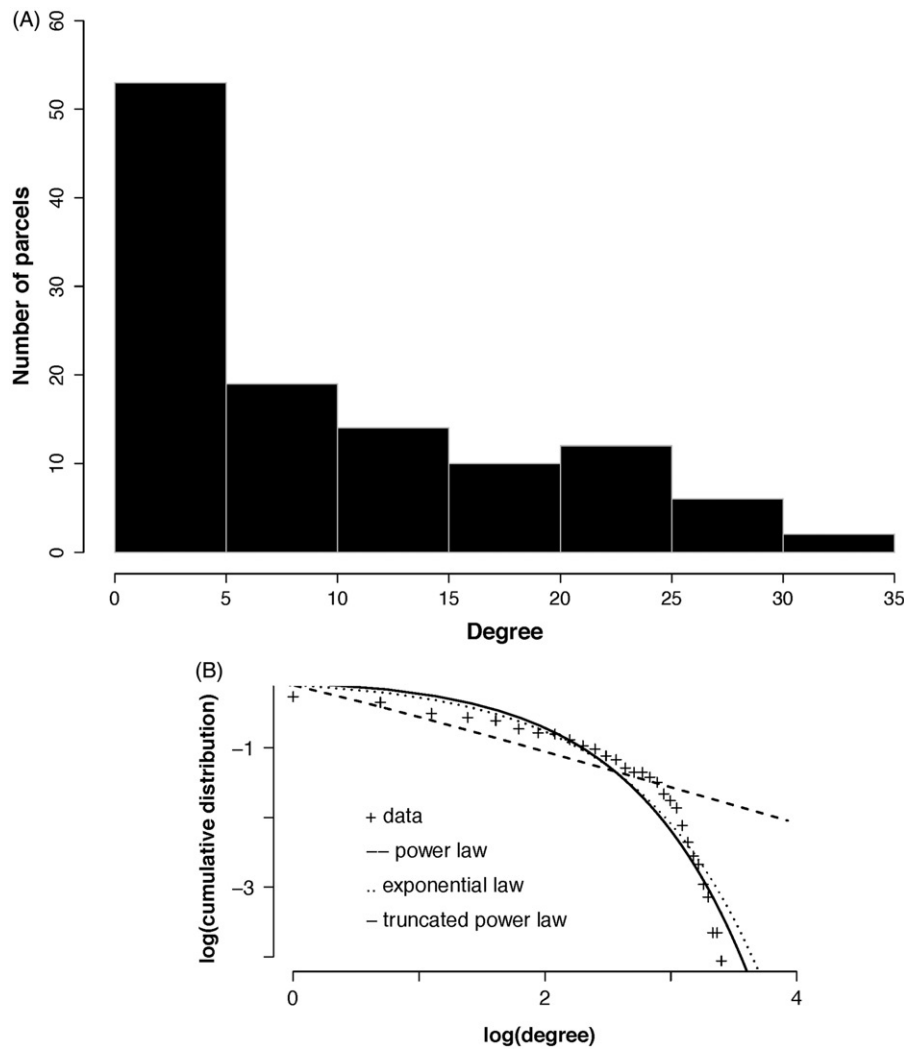 (A)
60
50
40
30
20
10
0
Number of parcels
0 5 10 15 20 25 30 35
Degree
(B)
log(cumulative distribution)
−1
−3
+ data
−− power law
.. exponential law
− truncated power law
0 2 4
log(degree)